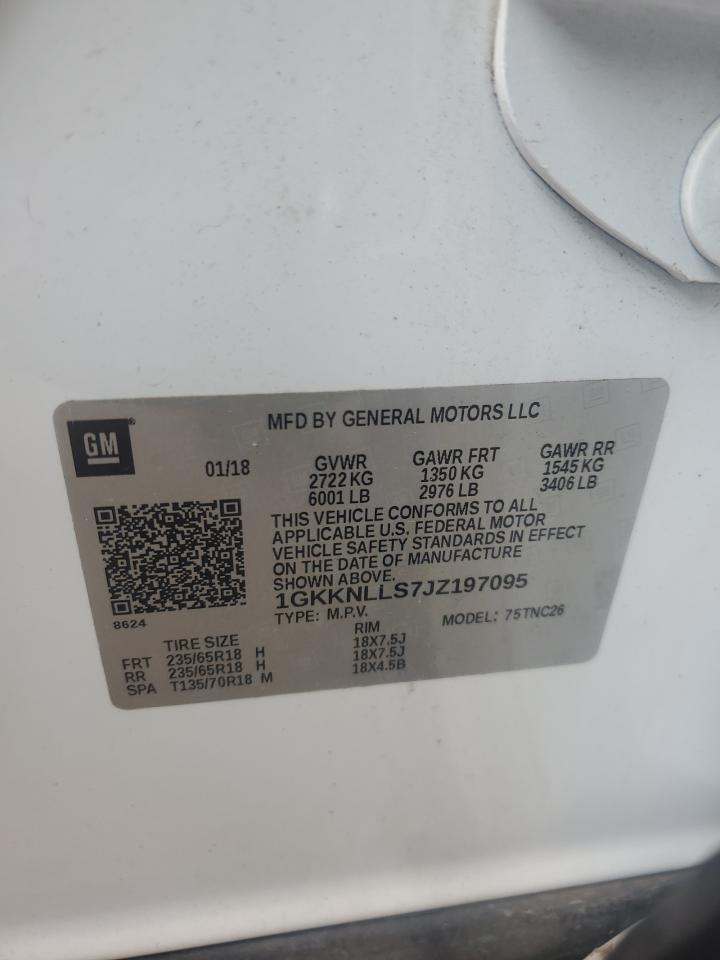 GM
MFD BY GENERAL MOTORS LLC
01/18 GVWR GAWR FRT GAWR RR
2722 KG 1350 KG 1545 KG
6001 LB 2976 LB 3406 LB
THIS VEHICLE CONFORMS TO ALL
APPLICABLE U.S. FEDERAL MOTOR
VEHICLE SAFETY STANDARDS IN EFFECT
ON THE DATE OF MANUFACTURE
SHOWN ABOVE.
1GKKNLLS7JZ197095
TYPE: M.P.V. MODEL: 75TNC26
8624
TIRE SIZE RIM
FRT 235/65R18 H 18X7.5J
RR 235/65R18 H 18X7.5J
SPA T135/70R18 M 18X4.5B